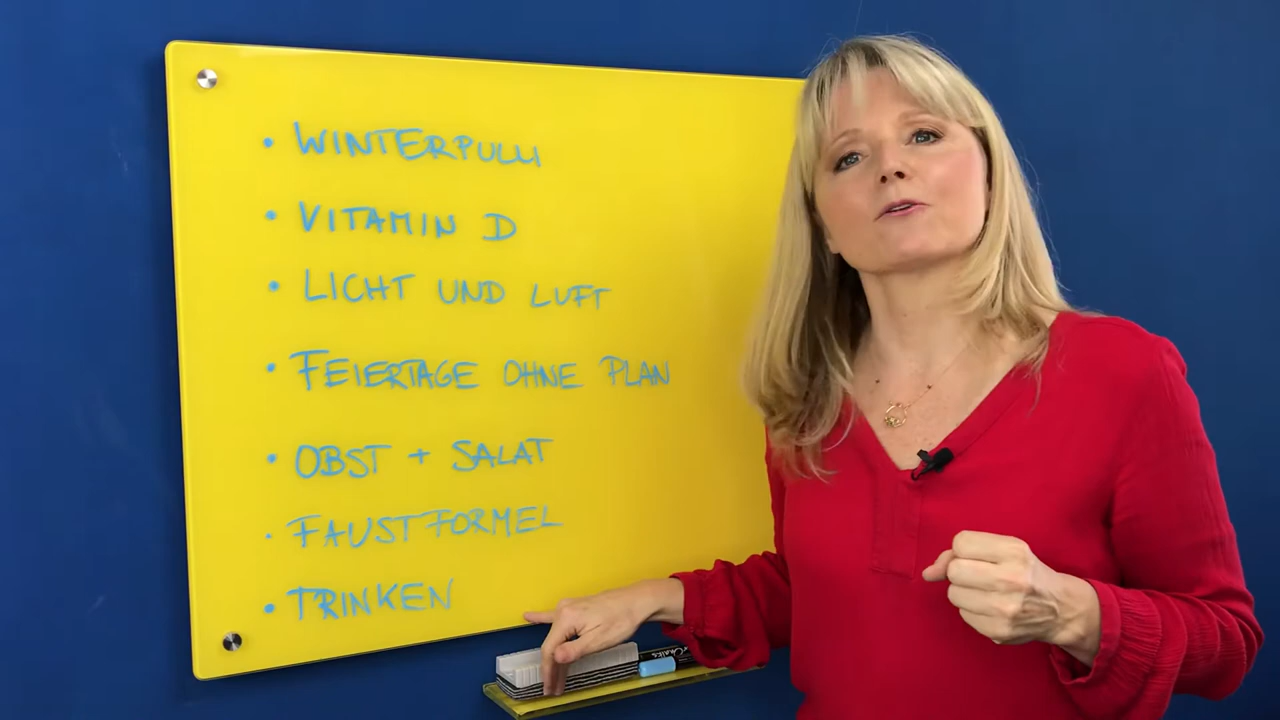 • WINTERPULLI
• VITAMIN D
• LICHT UND LUFT
• FEIERTAGE OHNE PLAN
• OBST + SALAT
• FAUSTFORMEL
• TRINKEN